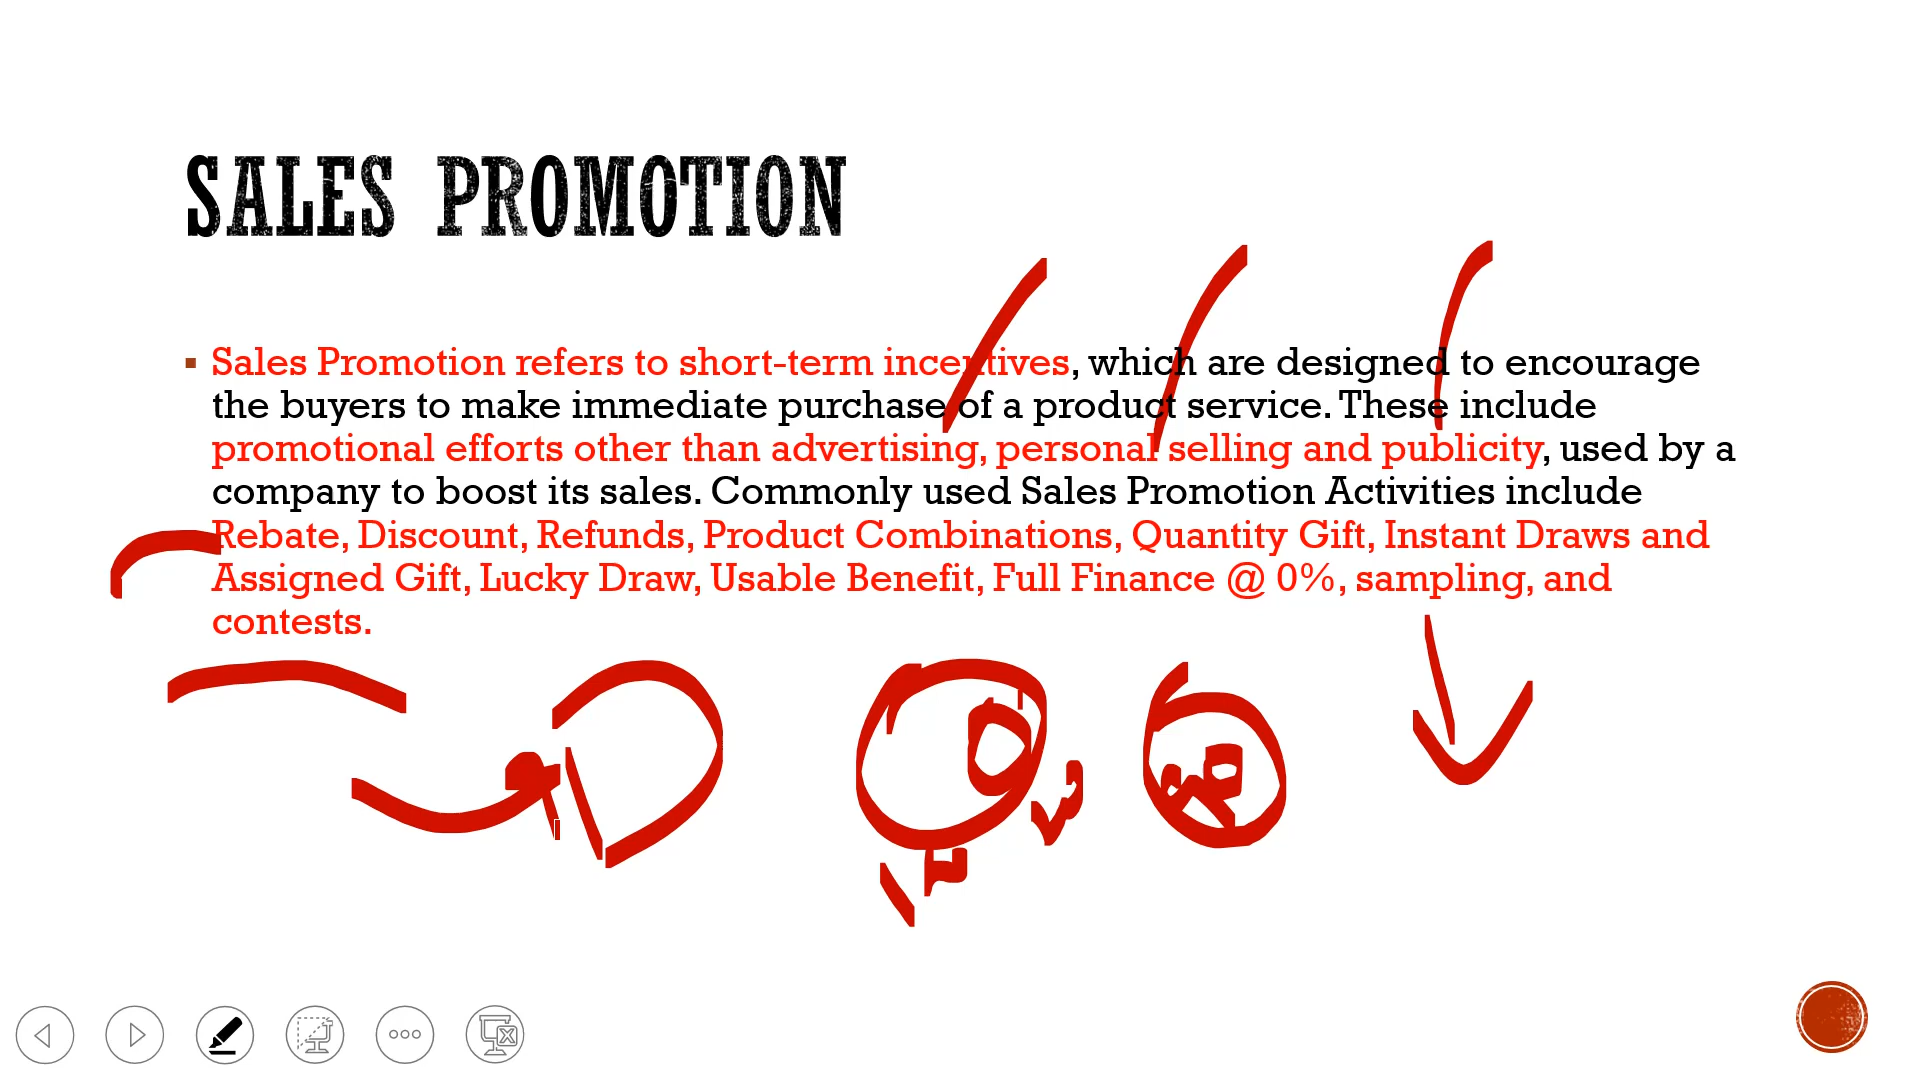 SALES PROMOTION
▪ Sales Promotion refers to short-term incentives, which are designed to encourage
the buyers to make immediate purchase of a product service. These include
promotional efforts other than advertising, personal selling and publicity, used by a
company to boost its sales. Commonly used Sales Promotion Activities include
Rebate, Discount, Refunds, Product Combinations, Quantity Gift, Instant Draws and
Assigned Gift, Lucky Draw, Usable Benefit, Full Finance @ 0%, sampling, and
contests.